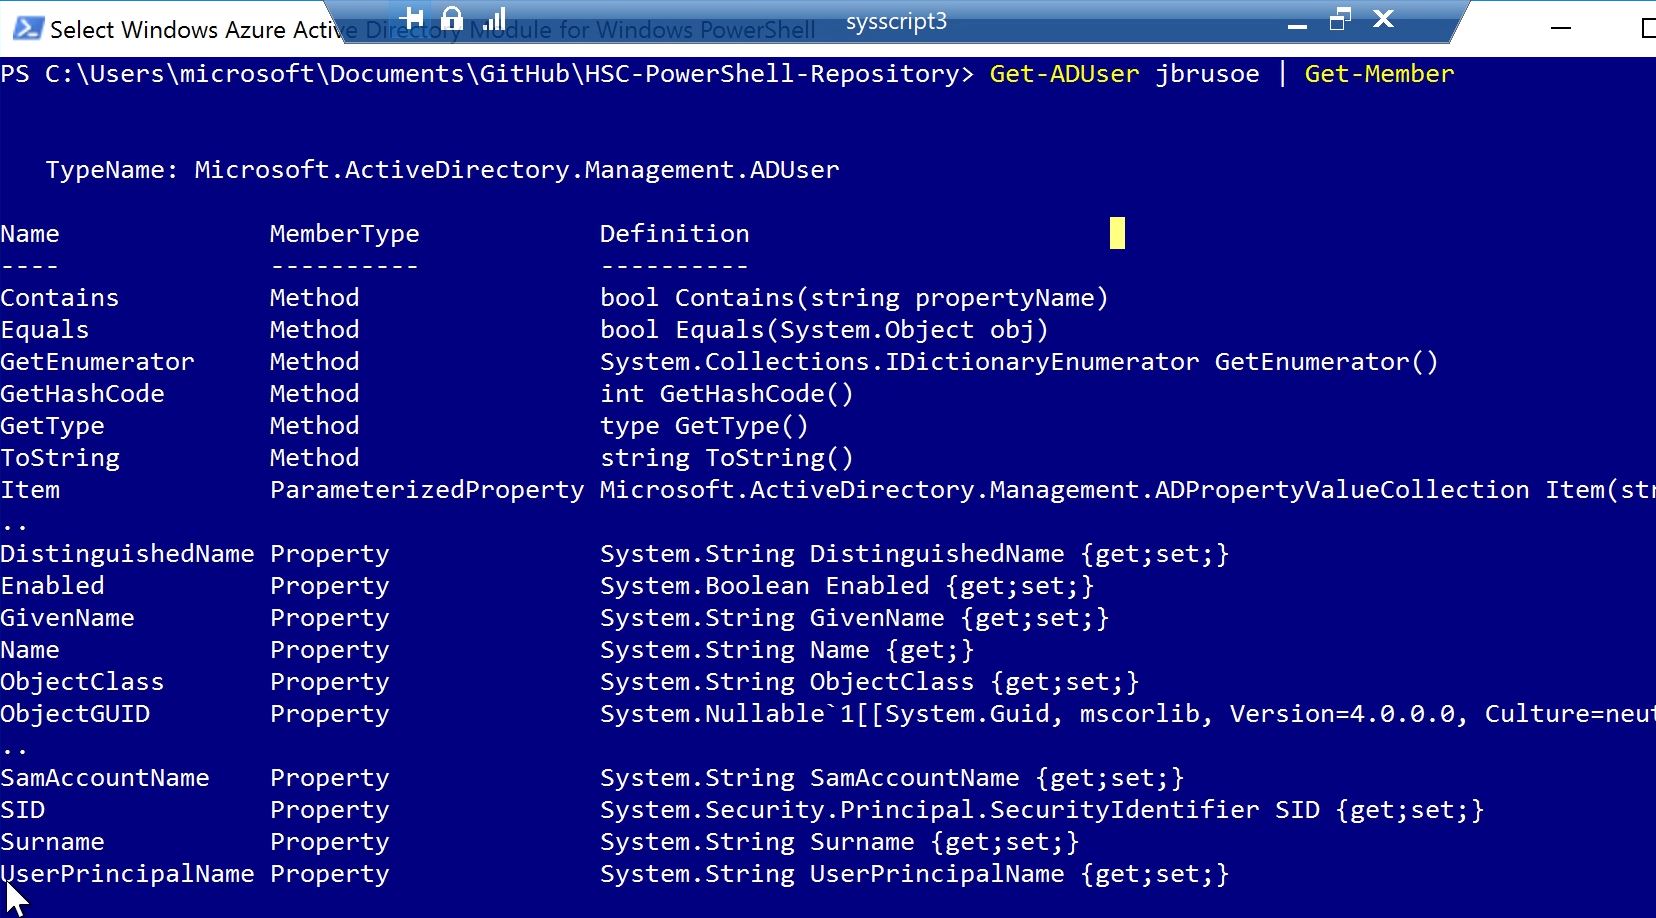 Select Windows Azure Active Directory Module for Windows PowerShell
sysscript3
PS C:\Users\microsoft\Documents\GitHub\HSC-PowerShell-Repository> Get-ADUser jbrusoe | Get-Member
TypeName: Microsoft.ActiveDirectory.Management.ADUser
Name MemberType Definition
---- ---------- ----------
Contains Method bool Contains(string propertyName)
Equals Method bool Equals(System.Object obj)
GetEnumerator Method System.Collections.IDictionaryEnumerator GetEnumerator()
GetHashCode Method int GetHashCode()
GetType Method type GetType()
ToString Method string ToString()
Item ParameterizedProperty Microsoft.ActiveDirectory.Management.ADPropertyValueCollection Item(str
..
DistinguishedName Property System.String DistinguishedName {get;set;}
Enabled Property System.Boolean Enabled {get;set;}
GivenName Property System.String GivenName {get;set;}
Name Property System.String Name {get;}
ObjectClass Property System.String ObjectClass {get;set;}
ObjectGUID Property System.Nullable`1[[System.Guid, mscorlib, Version=4.0.0.0, Culture=neut
..
SamAccountName Property System.String SamAccountName {get;set;}
SID Property System.Security.Principal.SecurityIdentifier SID {get;set;}
Surname Property System.String Surname {get;set;}
UserPrincipalName Property System.String UserPrincipalName {get;set;}